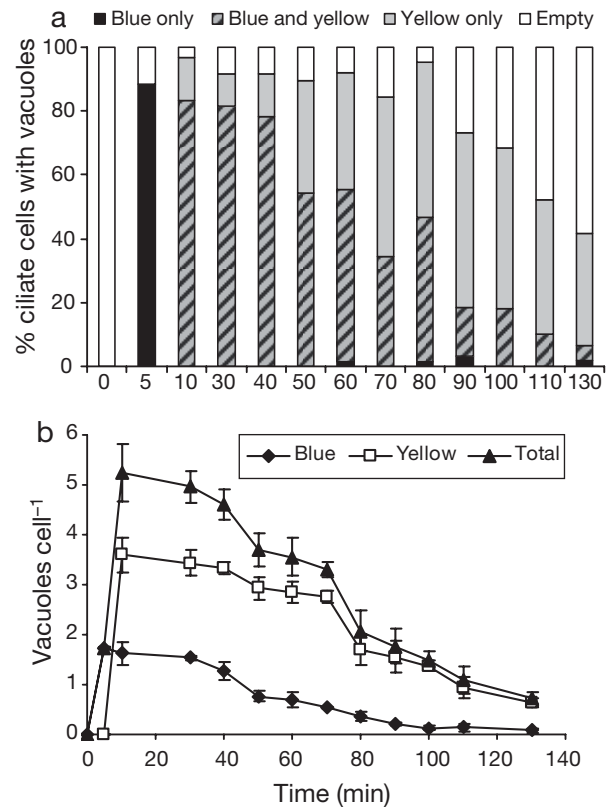 a Blue only Blue and yellow Yellow only Empty
100
80
60
40
20
0
% ciliate cells with vacuoles
0 5 10 30 40 50 60 70 80 90 100 110 130
b
Blue Yellow Total
6
5
4
3
2
1
0
Vacuoles cell⁻¹
0 20 40 60 80 100 120 140
Time (min)